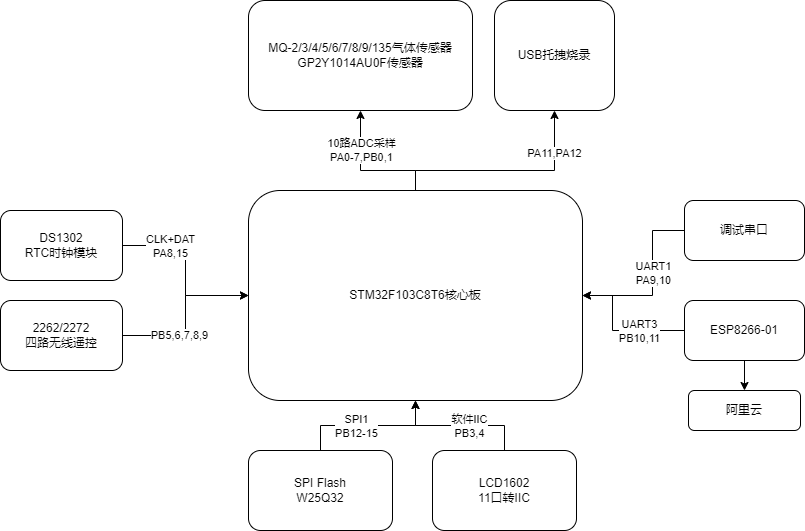 MQ-2/3/4/5/6/7/8/9/135气体传感器
GP2Y1014AU0F传感器
USB托拽烧录
10路ADC采样
PA0-7,PB0,1
PA11,PA12
DS1302
RTC时钟模块
CLK+DAT
PA8,15
2262/2272
四路无线遥控
PB5,6,7,8,9
STM32F103C8T6核心板
调试串口
UART1
PA9,10
UART3
PB10,11
ESP8266-01
阿里云
SPI1
PB12-15
软件IIC
PB3,4
SPI Flash
W25Q32
LCD1602
11口转IIC